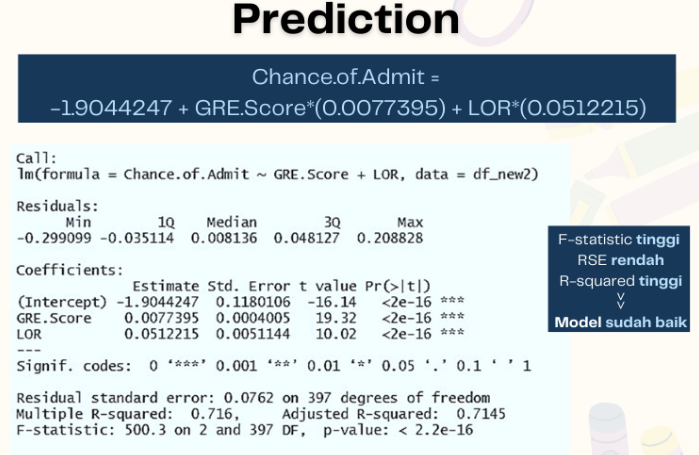 Prediction
Chance.of.Admit =
-1.9044247 + GRE.Score*(0.0077395) + LOR*(0.0512215)
Call:
lm(formula = Chance.of.Admit ~ GRE.Score + LOR, data = df_new2)
Residuals:
Min 1Q Median 3Q Max
-0.299099 -0.035114 0.008136 0.048127 0.208828
Coefficients:
Estimate Std. Error t value Pr(>|t|)
(Intercept) -1.9044247 0.1180106 -16.14 <2e-16 ***
GRE.Score 0.0077395 0.0004005 19.32 <2e-16 ***
LOR 0.0512215 0.0051144 10.02 <2e-16 ***
---
Signif. codes: 0 ‘***’ 0.001 ‘**’ 0.01 ‘*’ 0.05 ‘.’ 0.1 ‘ ’ 1
Residual standard error: 0.0762 on 397 degrees of freedom
Multiple R-squared: 0.716, Adjusted R-squared: 0.7145
F-statistic: 500.3 on 2 and 397 DF, p-value: < 2.2e-16
F-statistic tinggi
RSE rendah
R-squared tinggi
>>
Model sudah baik